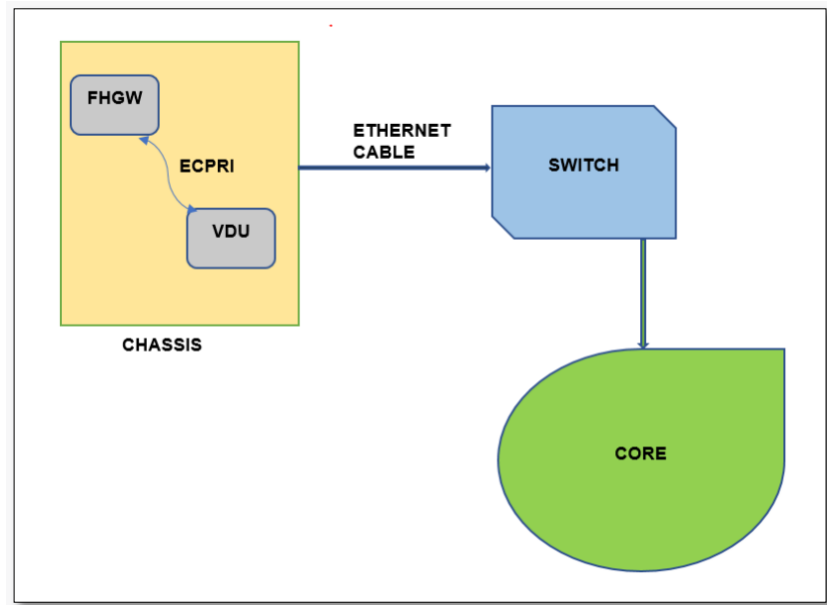 FHGW
ECPRI
VDU
CHASSIS
ETHERNET
CABLE
SWITCH
CORE